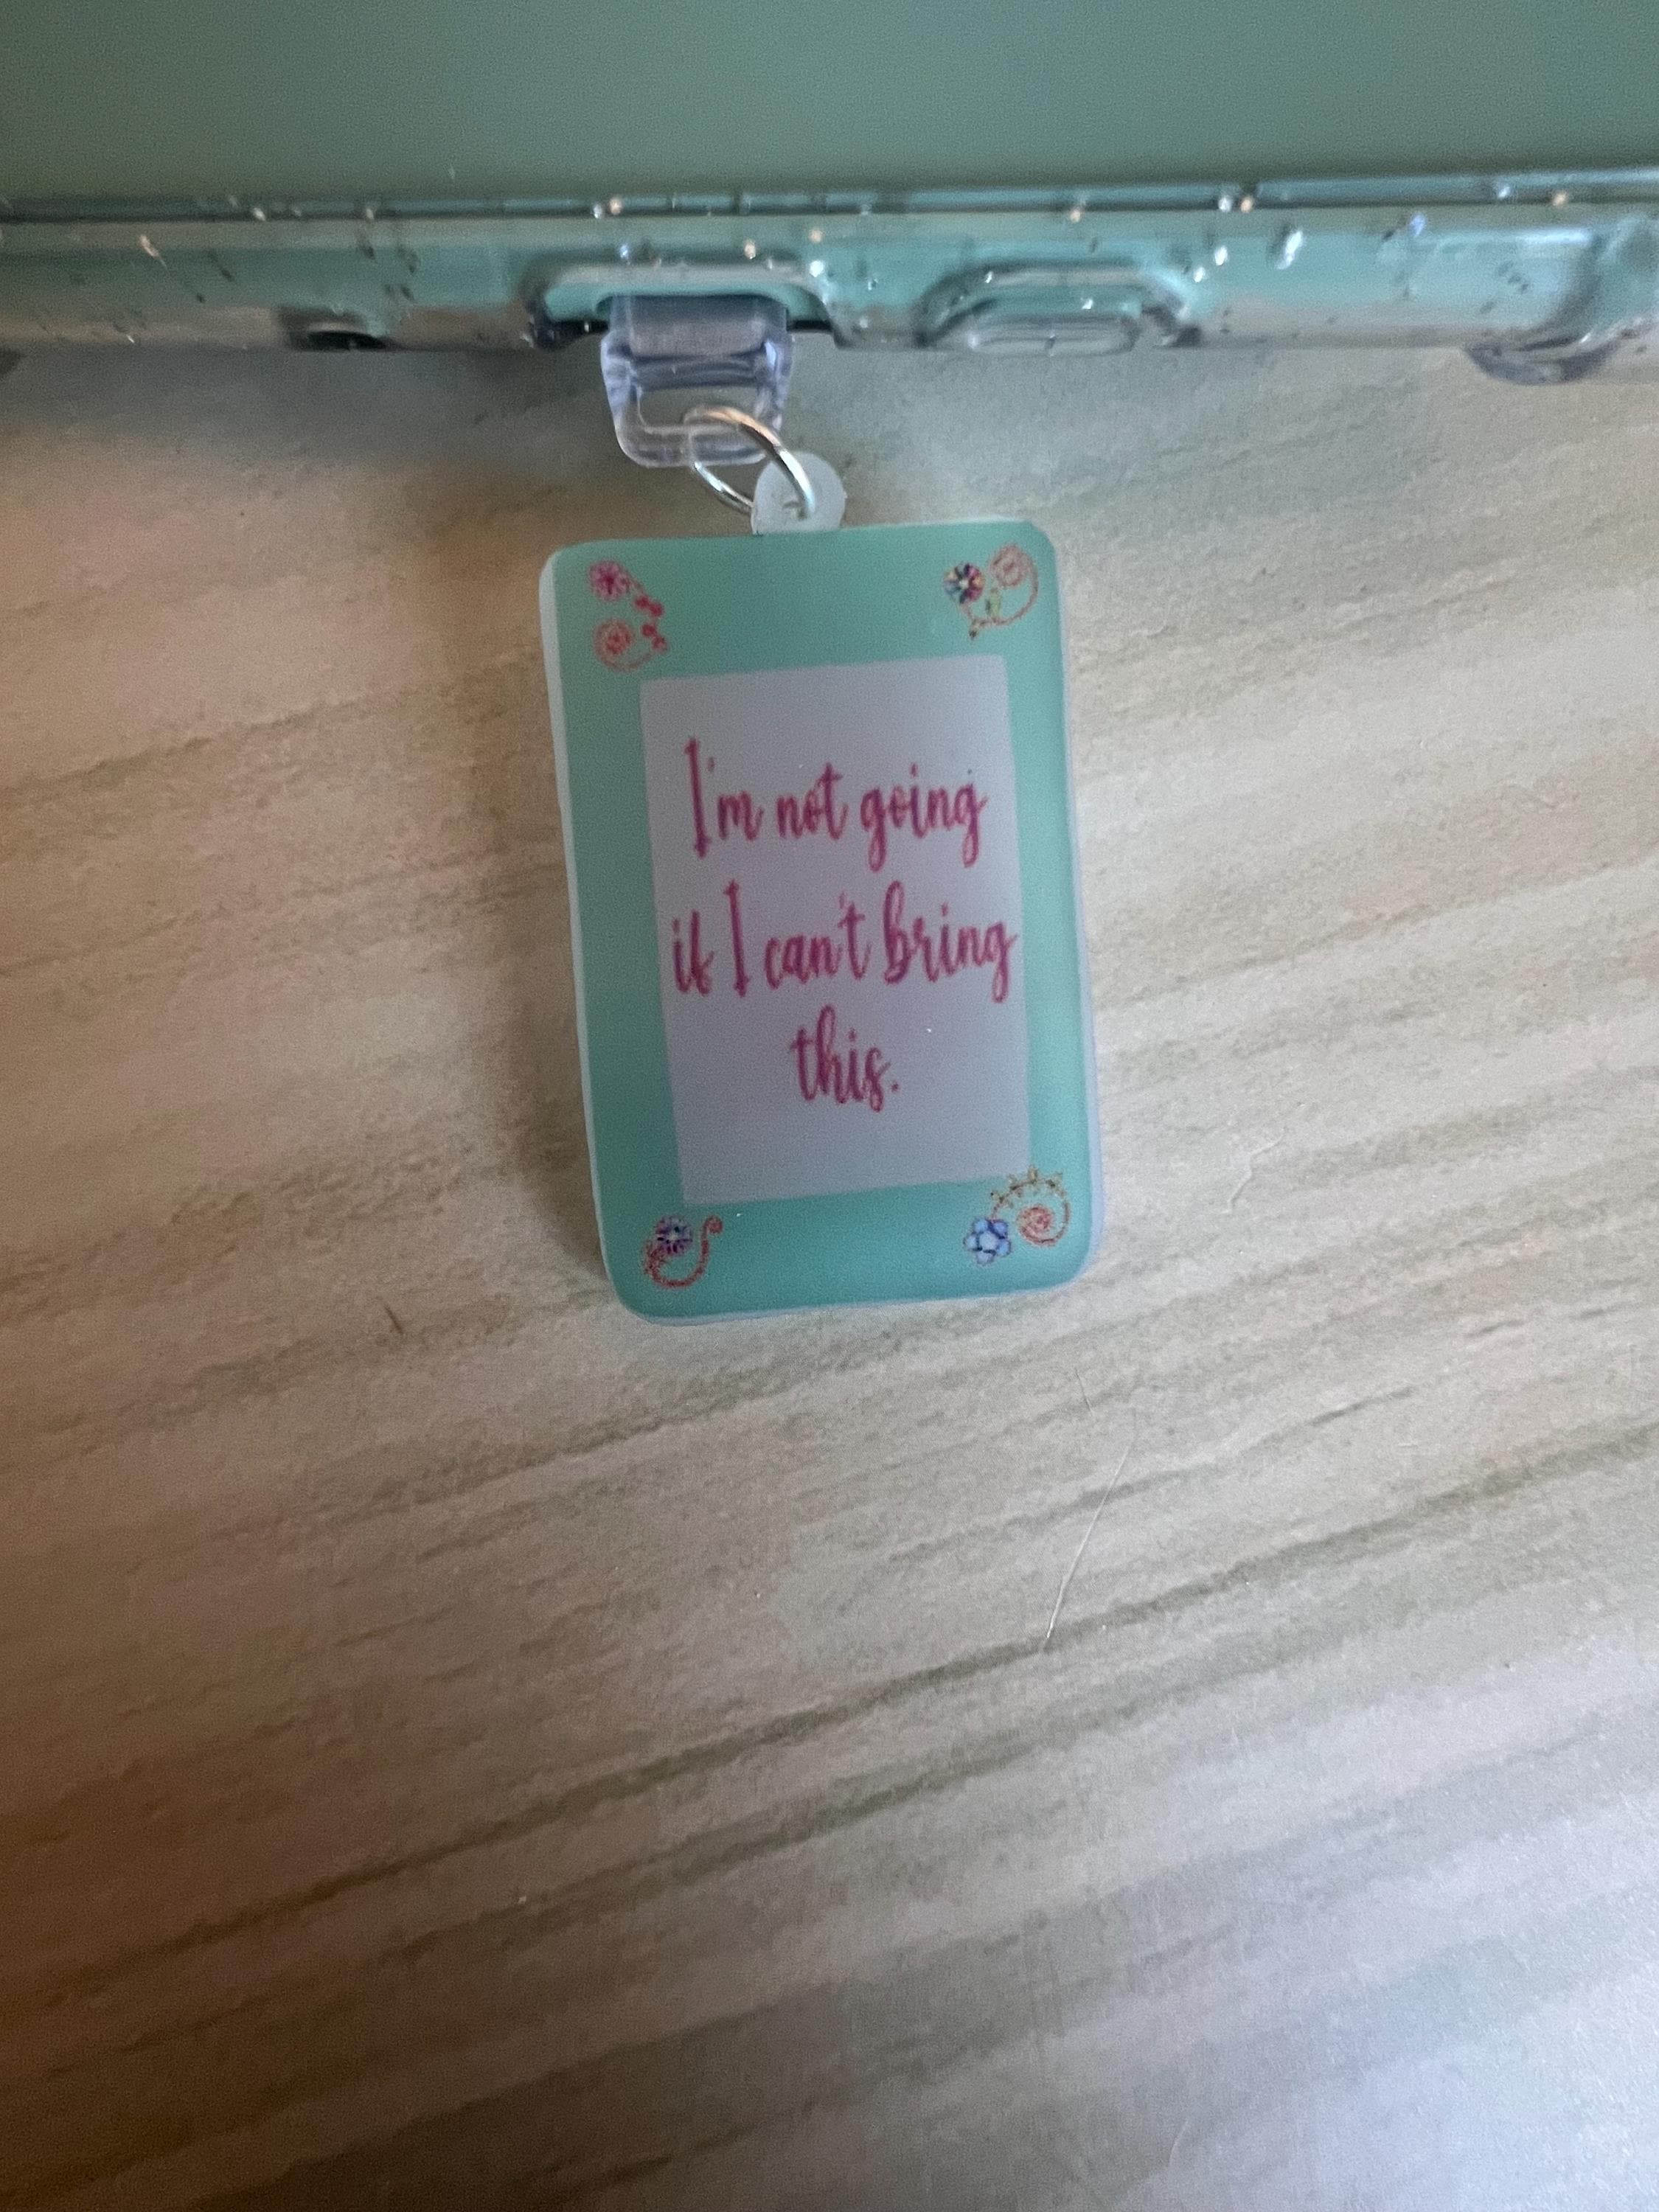 I'm not going
if I can't bring
this.